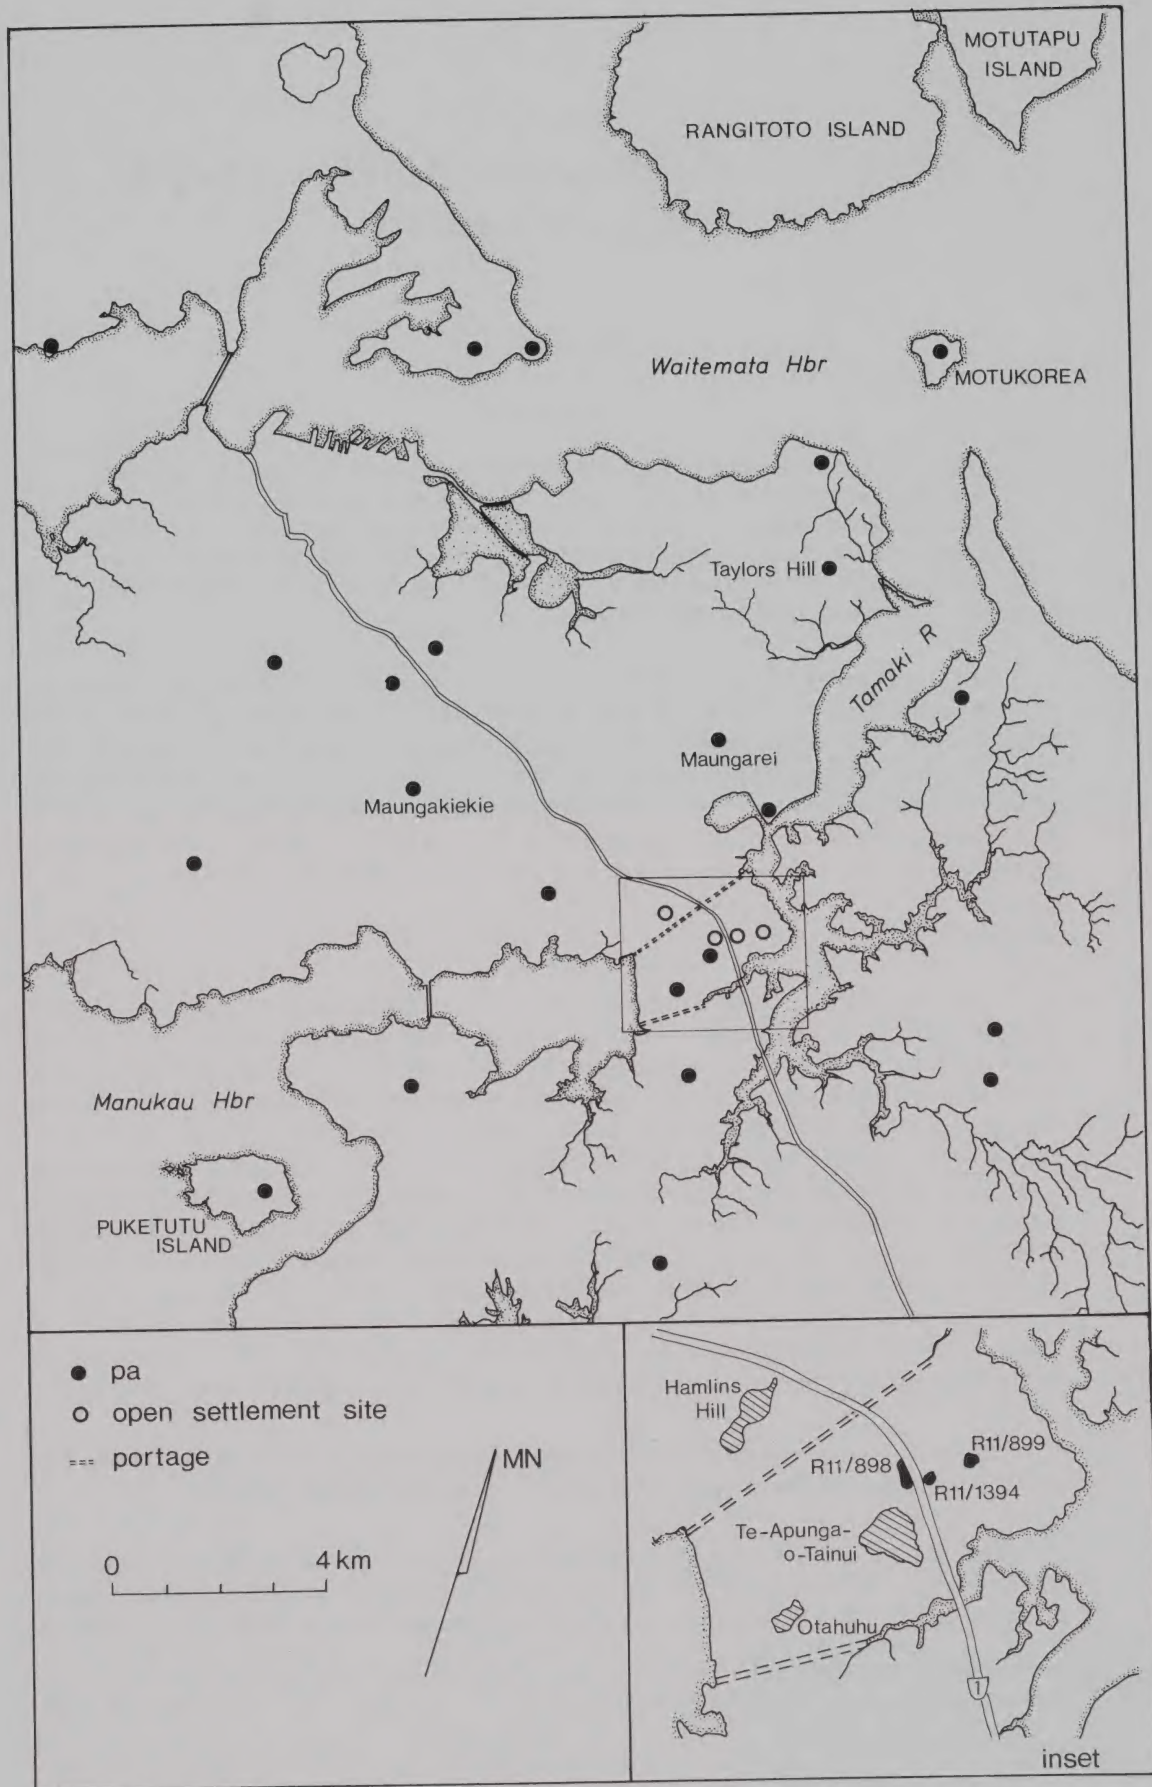 MOTUTAPU
ISLAND
RANGITOTO ISLAND
Waitemata Hbr
MOTUKOREA
Taylors Hill
Tamaki R
Maungarei
Maungakiekie
Manukau Hbr
PUKETUTU
ISLAND
pa
open settlement site
portage
MN
0 4 km
Hamlins
Hill
R11/899
R11/898
R11/1394
Te-Apunga-
o-Tainui
Otahuhu
1
inset